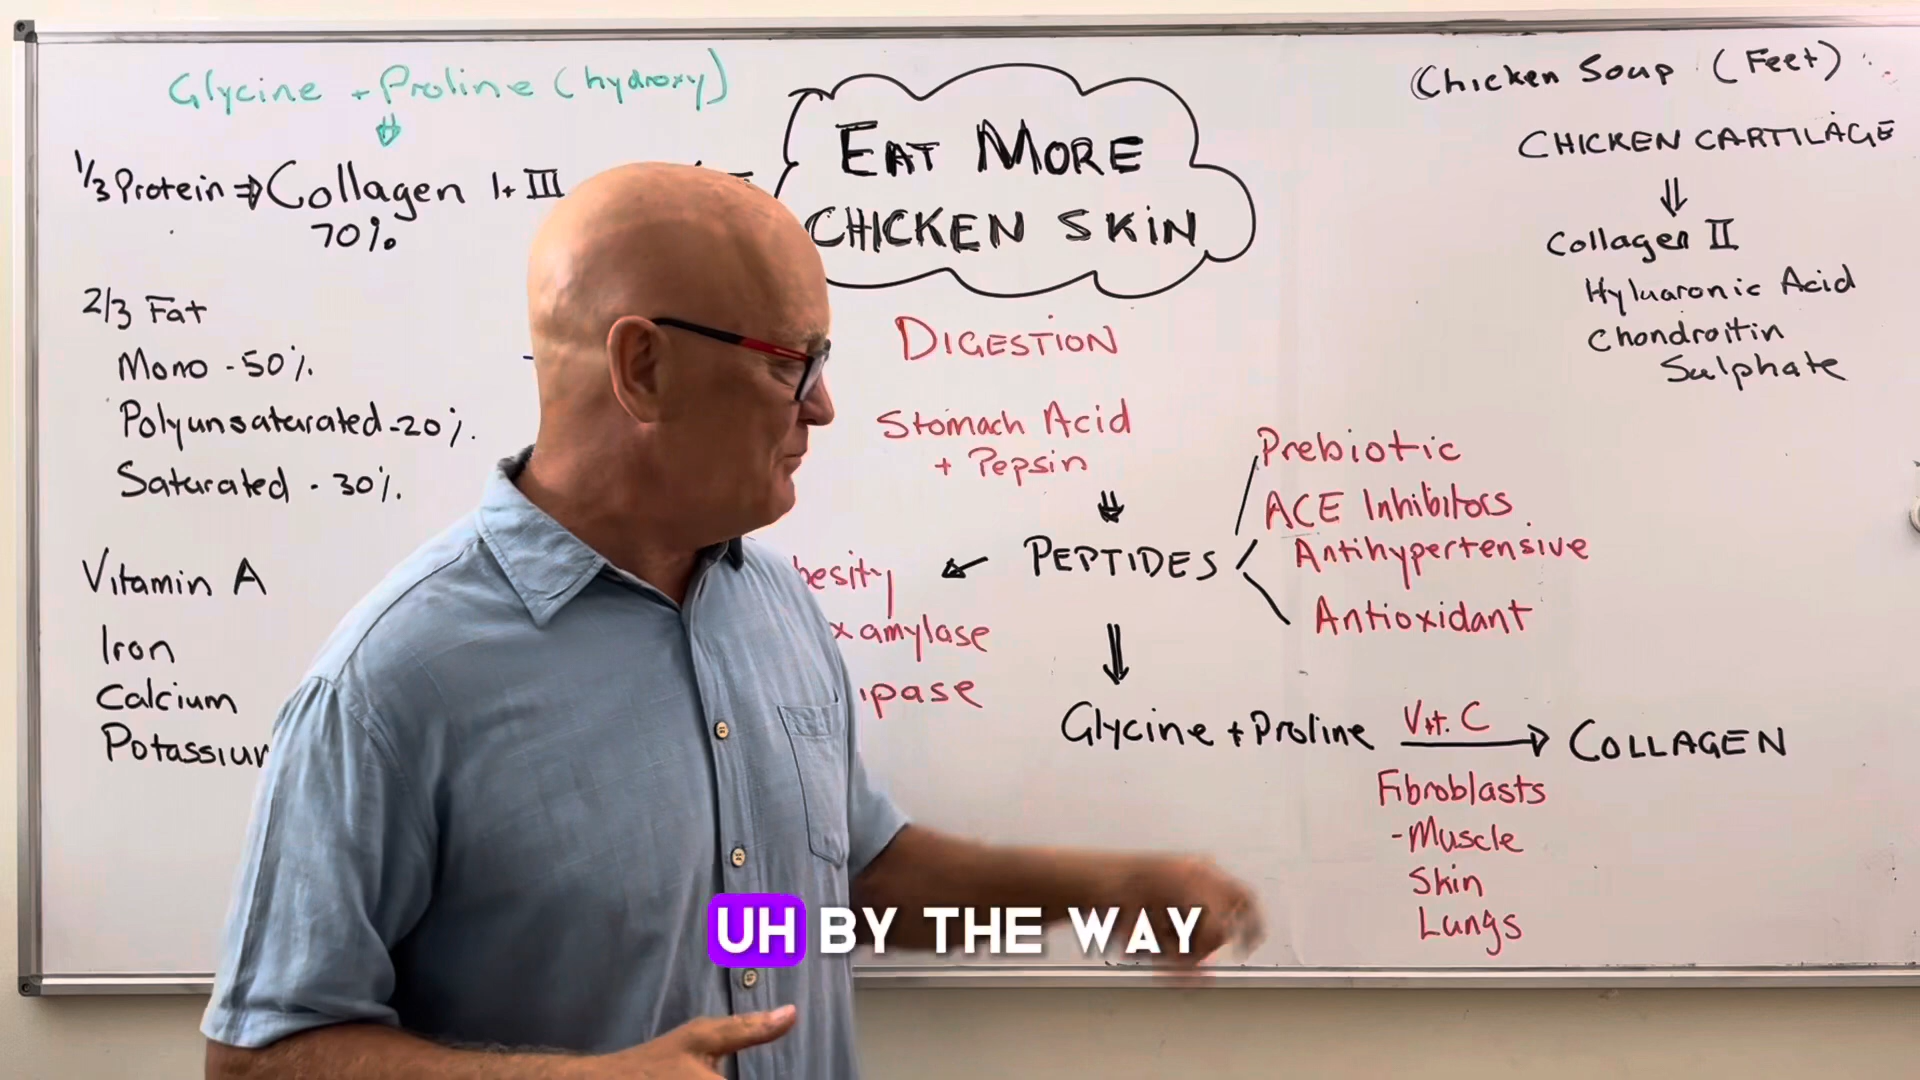 Glycine + Proline (hydroxy)
1/3 Protein ⇒ Collagen 1+III
70%
2/3 Fat
Mono - 50%.
Polyunsaturated - 20%.
Saturated - 30%.
Vitamin A
Iron
Calcium
EAT MORE
CHICKEN SKIN
DIGESTION
Stomach Acid
+ Pepsin
PEPTIDES
amylase
Prebiotic
ACE Inhibitors
Antihypertensive
Antioxidant
Glycine + Proline Vit. C COLLAGEN
Fibroblasts
- Muscle
Skin
Lungs
Chicken Soup (Feet)
CHICKEN CARTILAGE
Collagen II
Hyluaronic Acid
Chondroitin
Sulphate
UH BY THE WAY